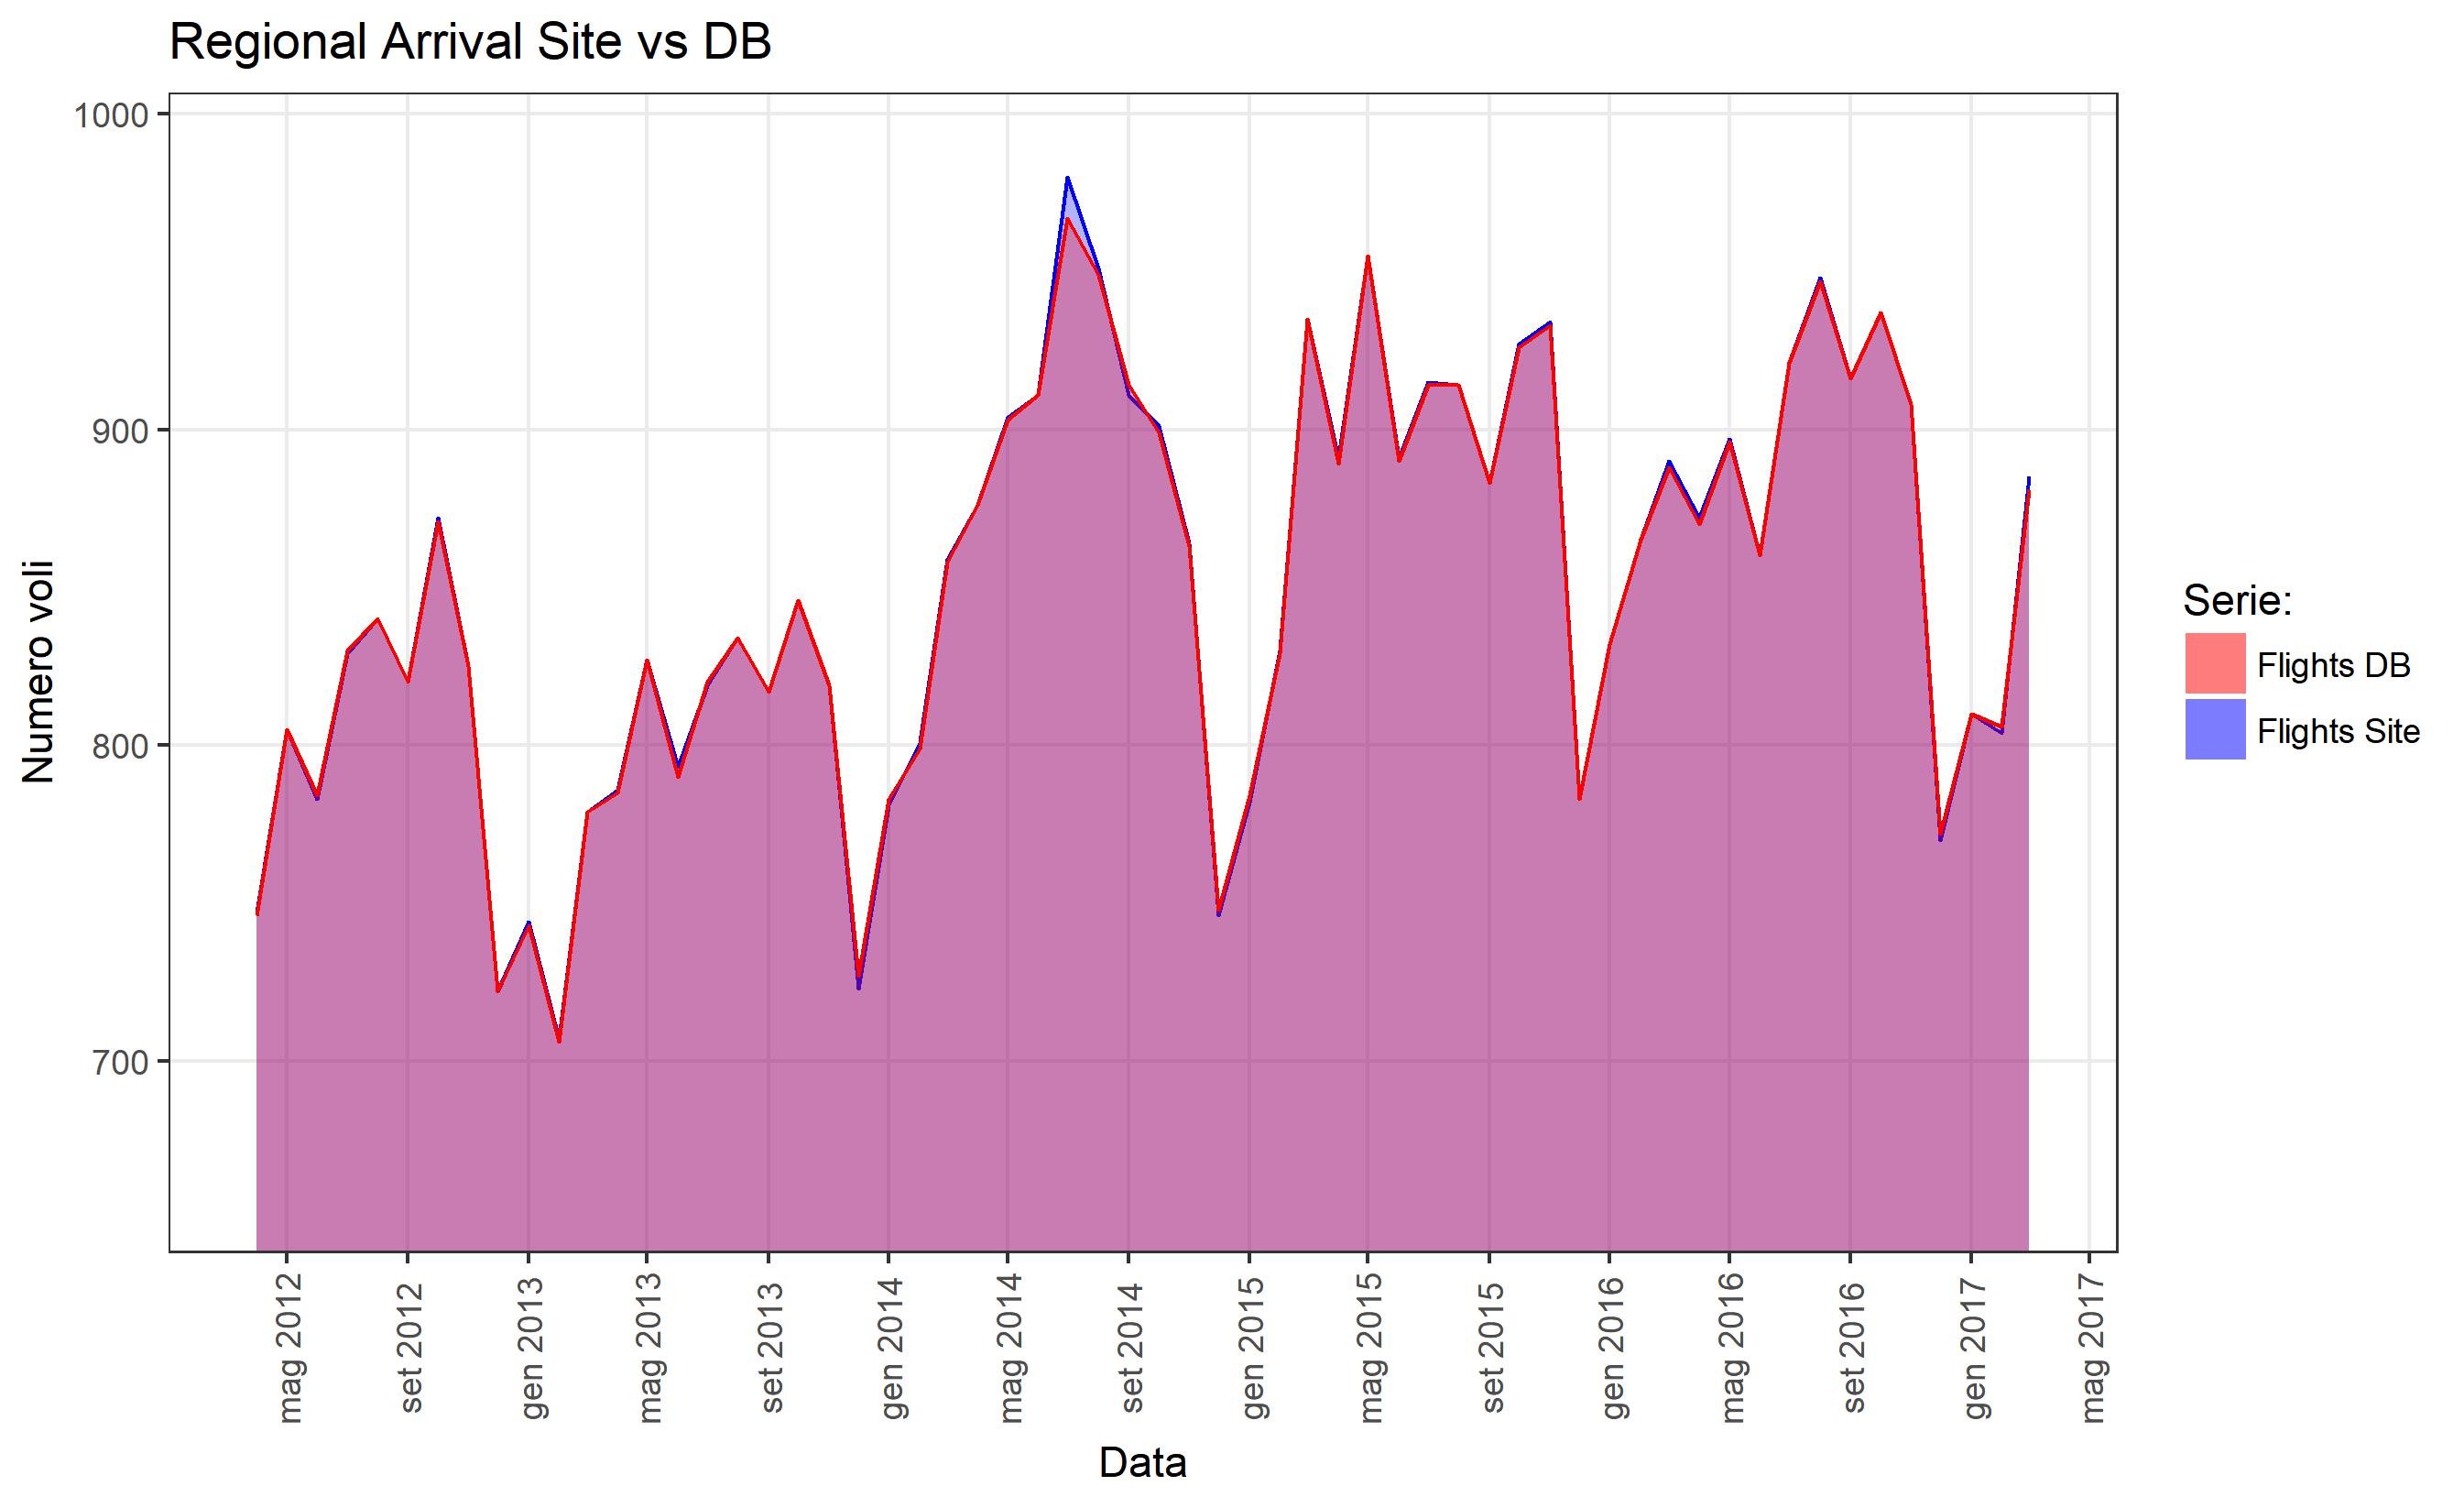 Regional Arrival Site vs DB
1000
900
800
700
Numero voli
mag 2012
set 2012
gen 2013
mag 2013
set 2013
gen 2014
mag 2014
set 2014
gen 2015
mag 2015
set 2015
gen 2016
mag 2016
set 2016
gen 2017
mag 2017
Data
Serie:
Flights DB
Flights Site